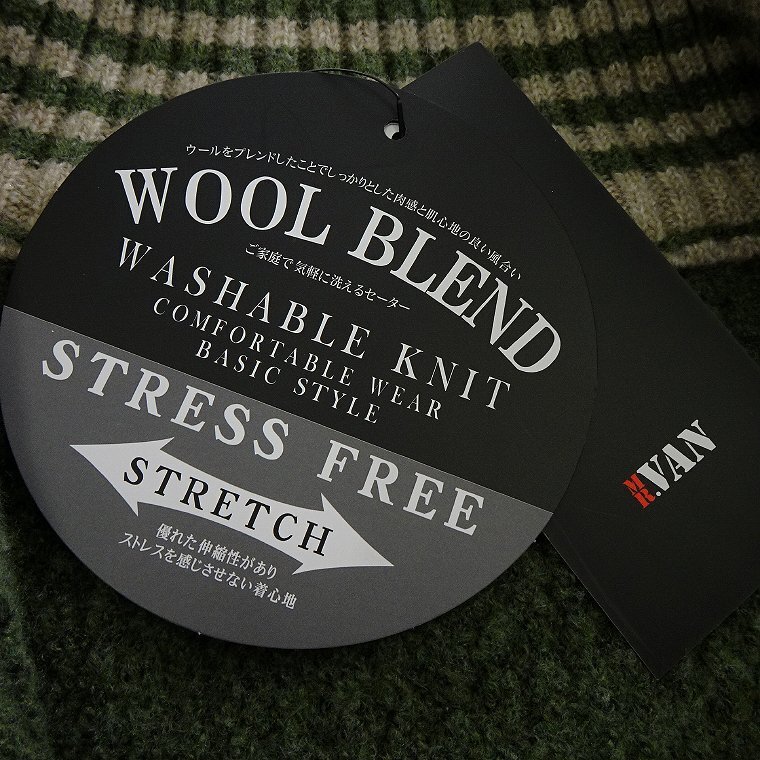 ウールをブレンドしたことでしっかりとした肉感と肌心地の良い風合い
WOOL BLEND
ご家庭で気軽に洗えるセーター
WASHABLE KNIT
COMFORTABLE WEAR
BASIC STYLE
STRESS FREE
STRETCH
優れた伸縮性があり
ストレスを感じさせない着心地
MR.VAN